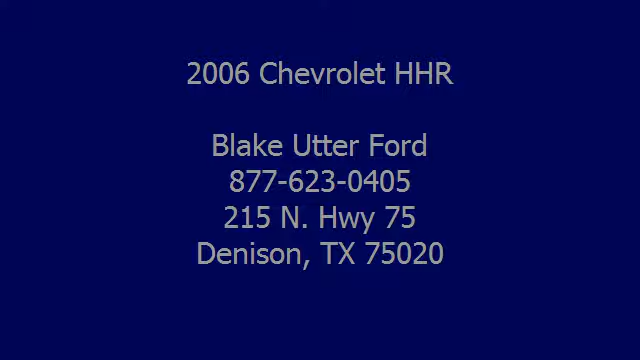 2006 Chevrolet HHR
Blake Utter Ford
877-623-0405
215 N. Hwy 75
Denison, TX 75020